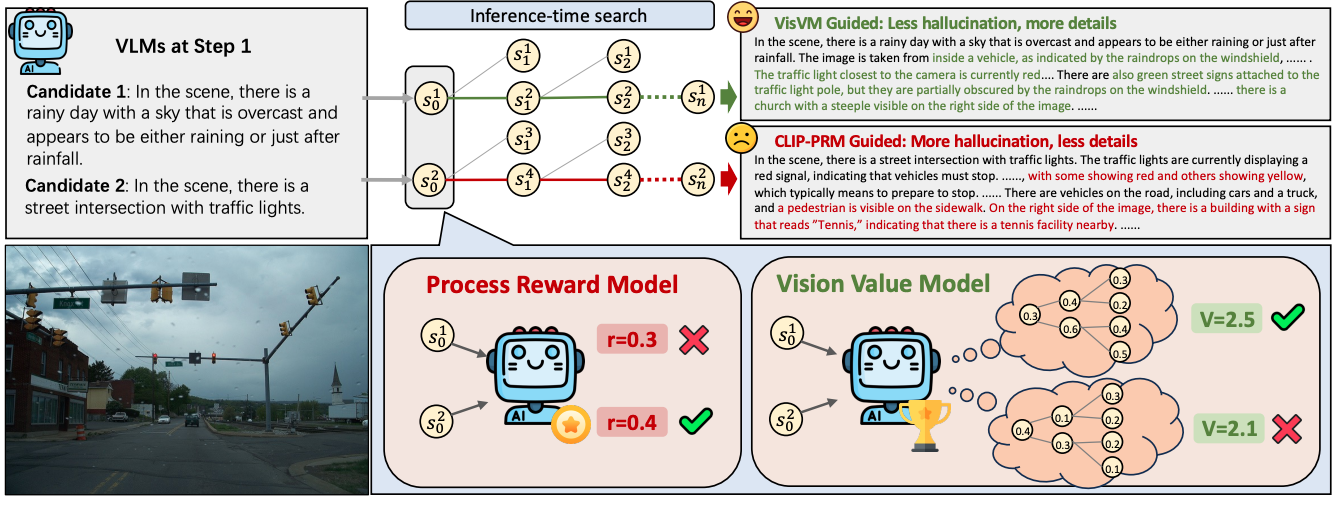 VLMs at Step 1
AI
Candidate 1: In the scene, there is a
rainy day with a sky that is overcast and
appears to be either raining or just after
rainfall.
Candidate 2: In the scene, there is a
street intersection with traffic lights.
Inference-time search
s_0^1
s_0^2
s_1^1
s_1^2
s_1^3
s_1^4
s_2^1
s_2^2
s_2^3
s_2^4
s_n^1
s_n^2
VisVM Guided: Less hallucination, more details
In the scene, there is a rainy day with a sky that is overcast and appears to be either raining or just after
rainfall. The image is taken from inside a vehicle, as indicated by the raindrops on the windshield, ...... .
The traffic light closest to the camera is currently red.... There are also green street signs attached to the
traffic light pole, but they are partially obscured by the raindrops on the windshield. ...... there is a
church with a steeple visible on the right side of the image. ......
CLIP-PRM Guided: More hallucination, less details
In the scene, there is a street intersection with traffic lights. The traffic lights are currently displaying a
red signal, indicating that vehicles must stop. ......, with some showing red and others showing yellow,
which typically means to prepare to stop. ...... There are vehicles on the road, including cars and a truck,
and a pedestrian is visible on the sidewalk. On the right side of the image, there is a building with a sign
that reads "Tennis," indicating that there is a tennis facility nearby. ......
Process Reward Model
s_0^1
s_0^2
AI
r=0.3
r=0.4
Vision Value Model
s_0^1
s_0^2
AI
0.3
0.4
0.6
0.3
0.2
0.4
0.5
V=2.5
0.4
0.1
0.3
0.3
0.2
0.2
0.1
V=2.1